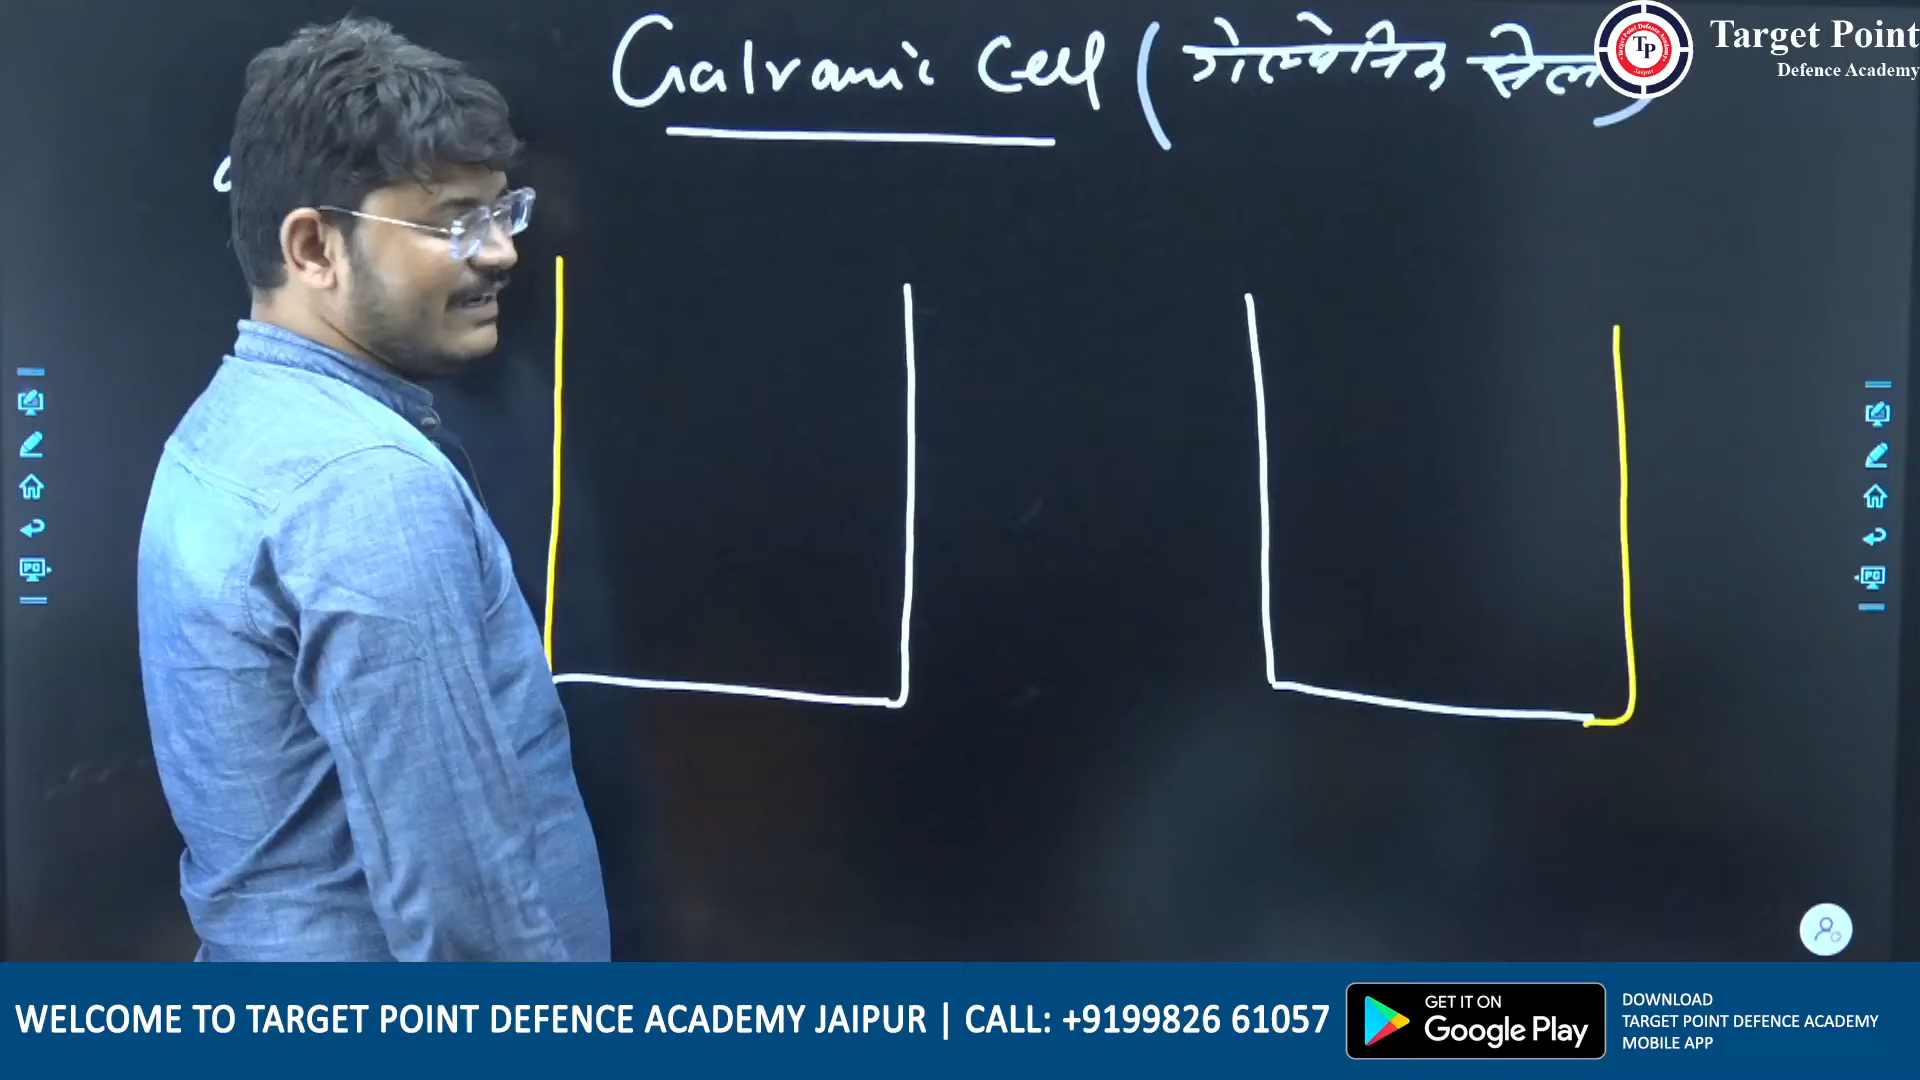 Galvanic Cell (गेल्वेनिक सेल)
TP
Target Point
Defence Academy
WELCOME TO TARGET POINT DEFENCE ACADEMY JAIPUR | CALL: +9199826 61057
GET IT ON
Google Play
DOWNLOAD
TARGET POINT DEFENCE ACADEMY
MOBILE APP